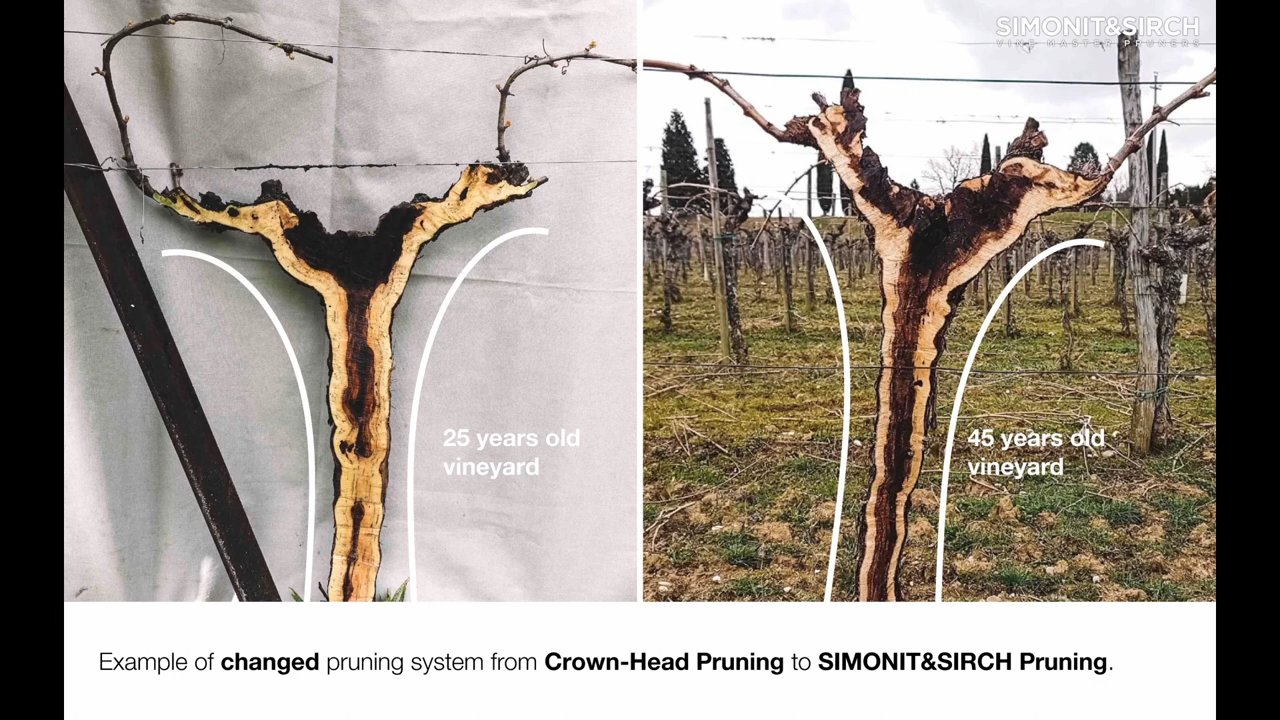 SIMONIT&SIRCH
VINE MASTER PRUNERS
25 years old
vineyard
45 years old
vineyard
Example of changed pruning system from Crown-Head Pruning to SIMONIT&SIRCH Pruning.